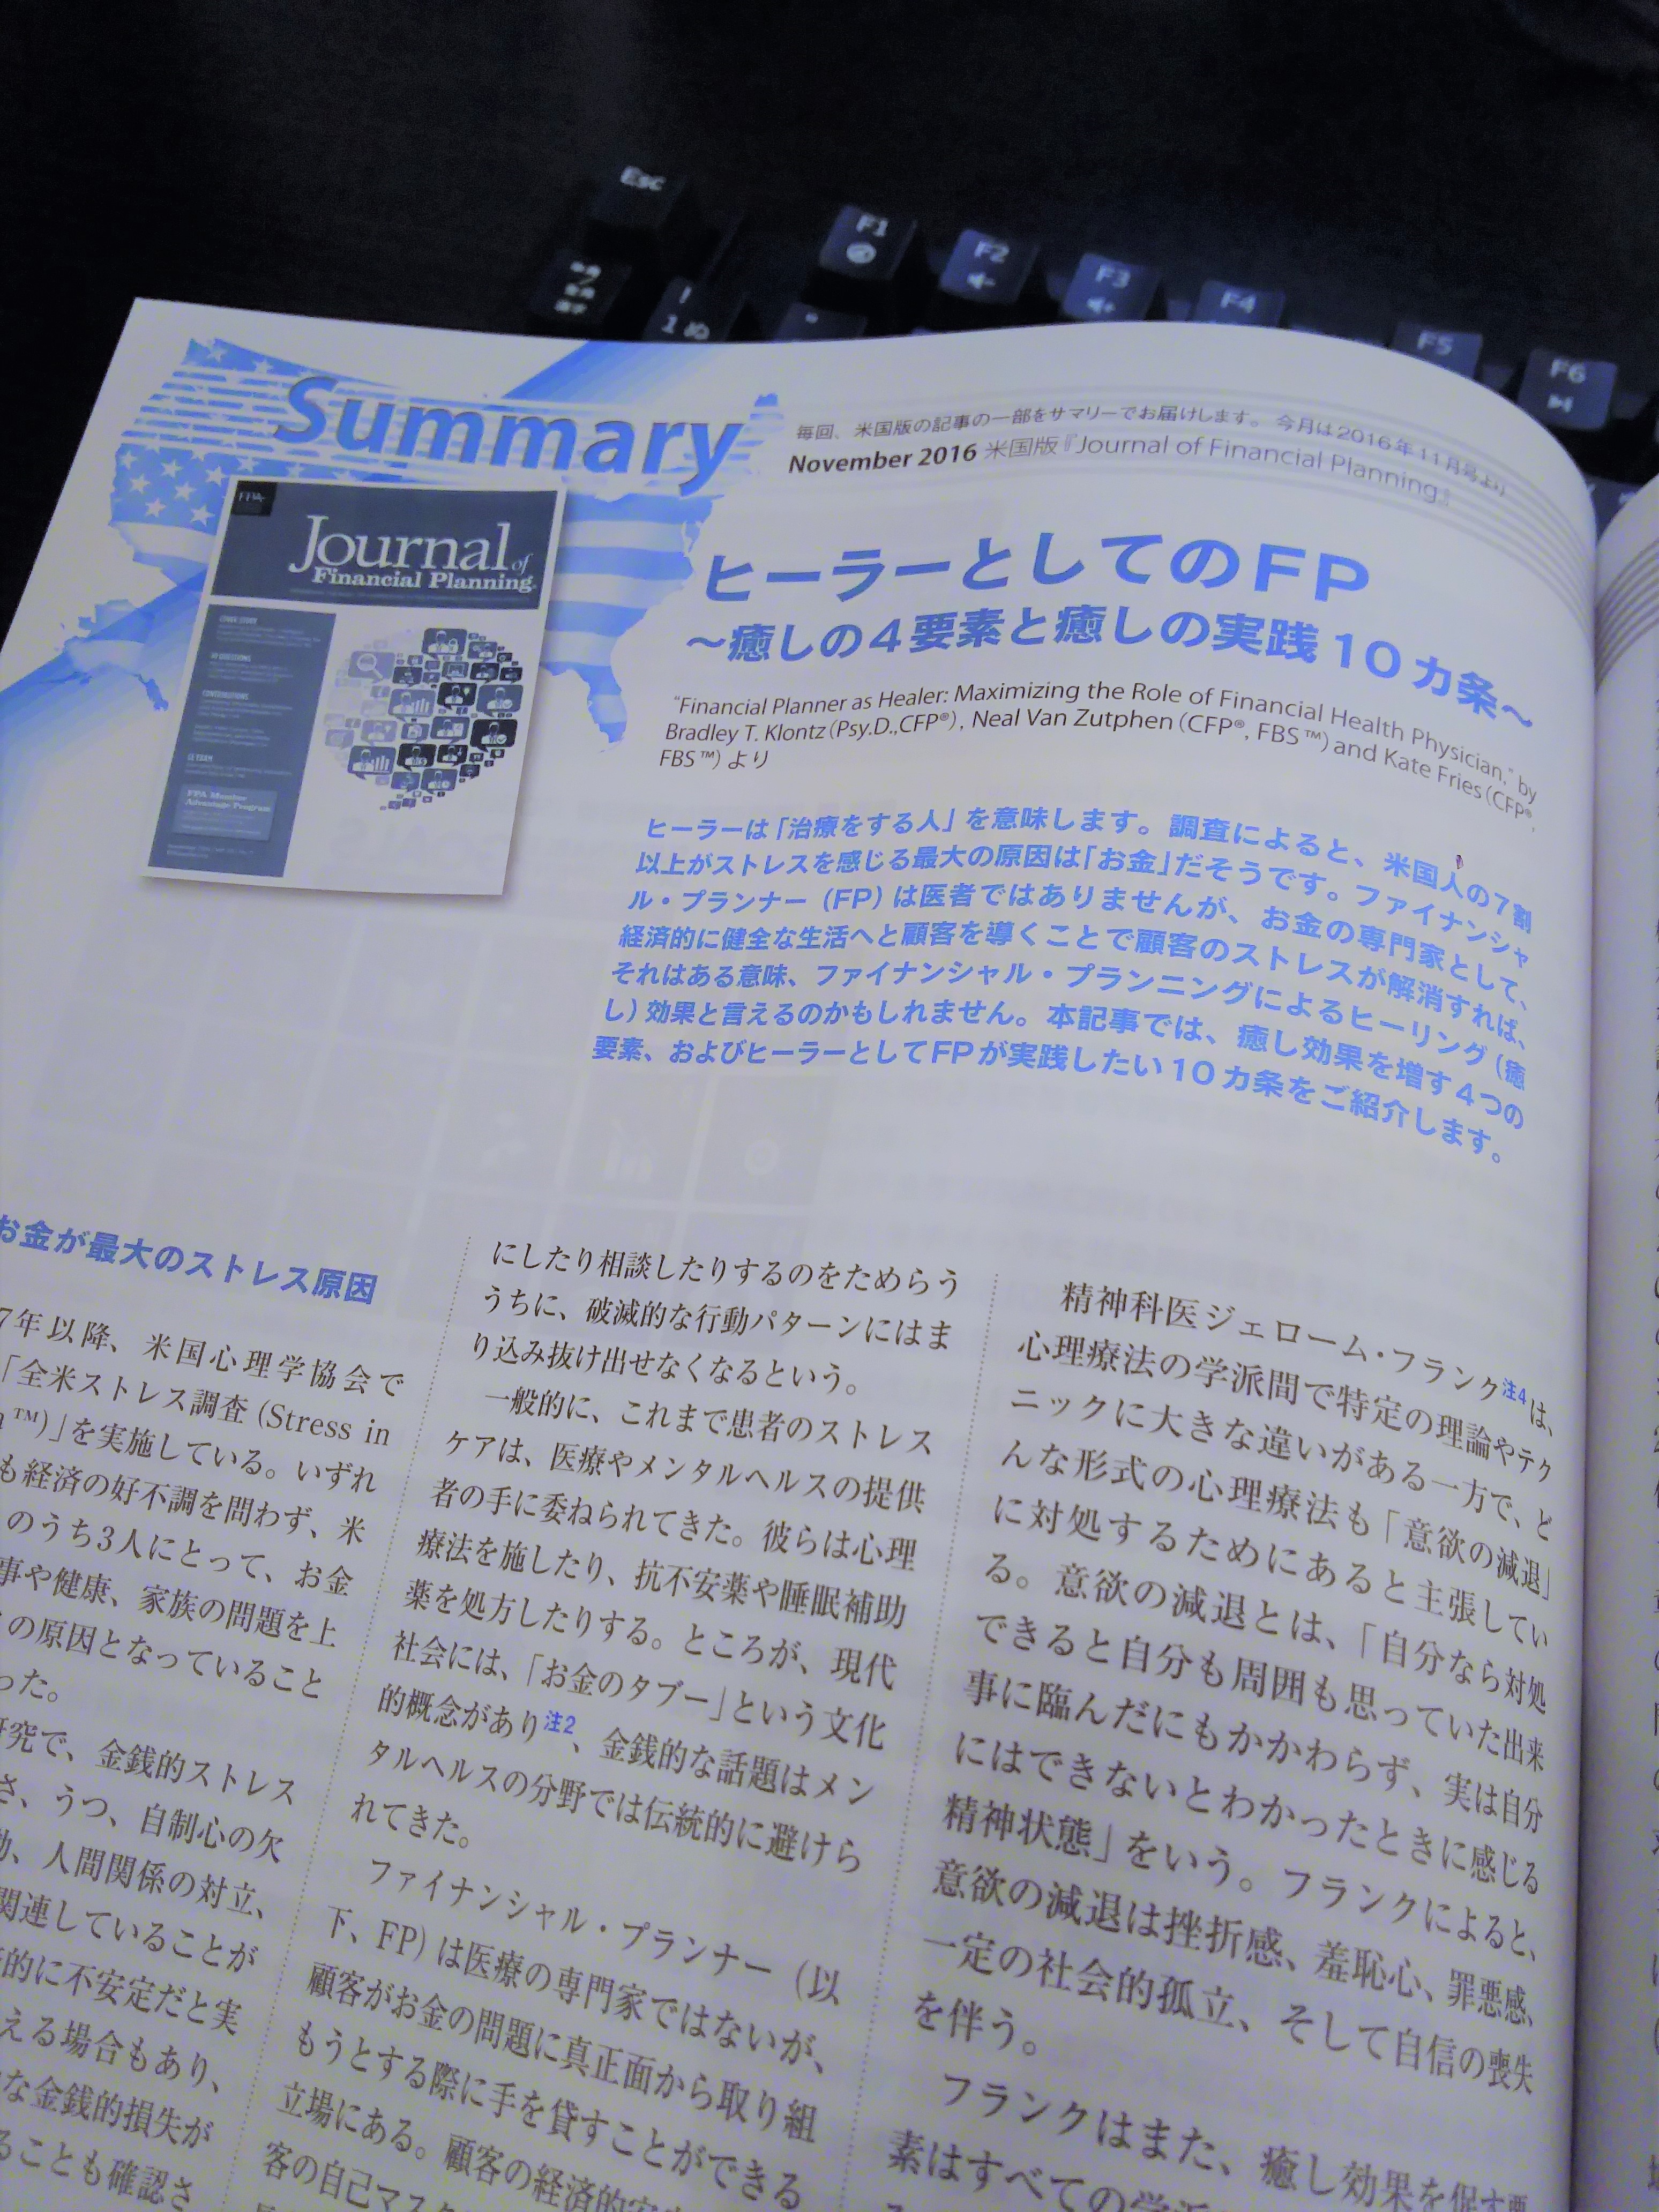 Esc
F1
F2
F3
F4
F5
F6
!
1 ぬ
Summary
毎回、米国版の記事の一部をサマリーでお届けします。今月は2016年11月号より
November 2016 米国版『Journal of Financial Planning』
FPA
Journal of
Financial Planning
COVER STORY
10 QUESTIONS
CE EXAM
FPA Member
Advantage Program
ヒーラーとしてのFP
～癒しの4要素と癒しの実践10カ条～
"Financial Planner as Healer: Maximizing the Role of Financial Health Physician," by
Bradley T. Klontz (Psy.D.,CFP®), Neal Van Zutphen (CFP®, FBS™) and Kate Fries (CFP®,
FBS™) より
ヒーラーは「治療をする人」を意味します。調査によると、米国人の7割
以上がストレスを感じる最大の原因は「お金」だそうです。ファイナンシャ
ル・プランナー（FP）は医者ではありませんが、お金の専門家として、
経済的に健全な生活へと顧客を導くことで顧客のストレスが解消すれば、
それはある意味、ファイナンシャル・プランニングによるヒーリング（癒
し）効果と言えるのかもしれません。本記事では、癒し効果を増す4つの
要素、およびヒーラーとしてFPが実践したい10カ条をご紹介します。
お金が最大のストレス原因
7年以降、米国心理学協会で
「全米ストレス調査 (Stress in
a™)」を実施している。いずれ
も経済の好不調を問わず、米
のうち3人にとって、お金
事や健康、家族の問題を上
の原因となっていること
った。
研究で、金銭的ストレス
さ、うつ、自制心の欠
動、人間関係の対立、
関連していることが
的に不安定だと実
える場合もあり、
な金銭的損失が
ることも確認さ
にしたり相談したりするのをためらう
うちに、破滅的な行動パターンにはま
り込み抜け出せなくなるという。
一般的に、これまで患者のストレス
ケアは、医療やメンタルヘルスの提供
者の手に委ねられてきた。彼らは心理
療法を施したり、抗不安薬や睡眠補助
薬を処方したりする。ところが、現代
社会には、「お金のタブー」という文化
的概念があり注2、金銭的な話題はメン
タルヘルスの分野では伝統的に避けら
れてきた。
ファイナンシャル・プランナー（以
下、FP）は医療の専門家ではないが、
顧客がお金の問題に真正面から取り組
もうとする際に手を貸すことができる
立場にある。顧客の経済的
客の自己マス
精神科医ジェローム・フランク注4は、
心理療法の学派間で特定の理論やテク
ニックに大きな違いがある一方で、ど
んな形式の心理療法も「意欲の減退」
に対処するためにあると主張してい
る。意欲の減退とは、「自分なら対処
できると自分も周囲も思っていた出来
事に臨んだにもかかわらず、実は自分
にはできないとわかったときに感じる
精神状態」をいう。フランクによると、
意欲の減退は挫折感、羞恥心、罪悪感、
一定の社会的孤立、そして自信の喪失
を伴う。
フランクはまた、癒し効果を促す要
素はすべての学派